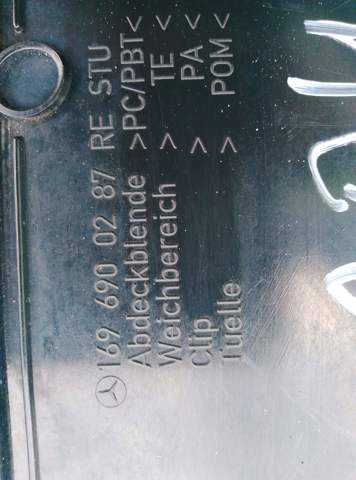 169 690 02 87 RE STU
Abdeckblende >PC/PBT<
Weichbereich > TE <
Clip > PA <
Tuelle > POM <